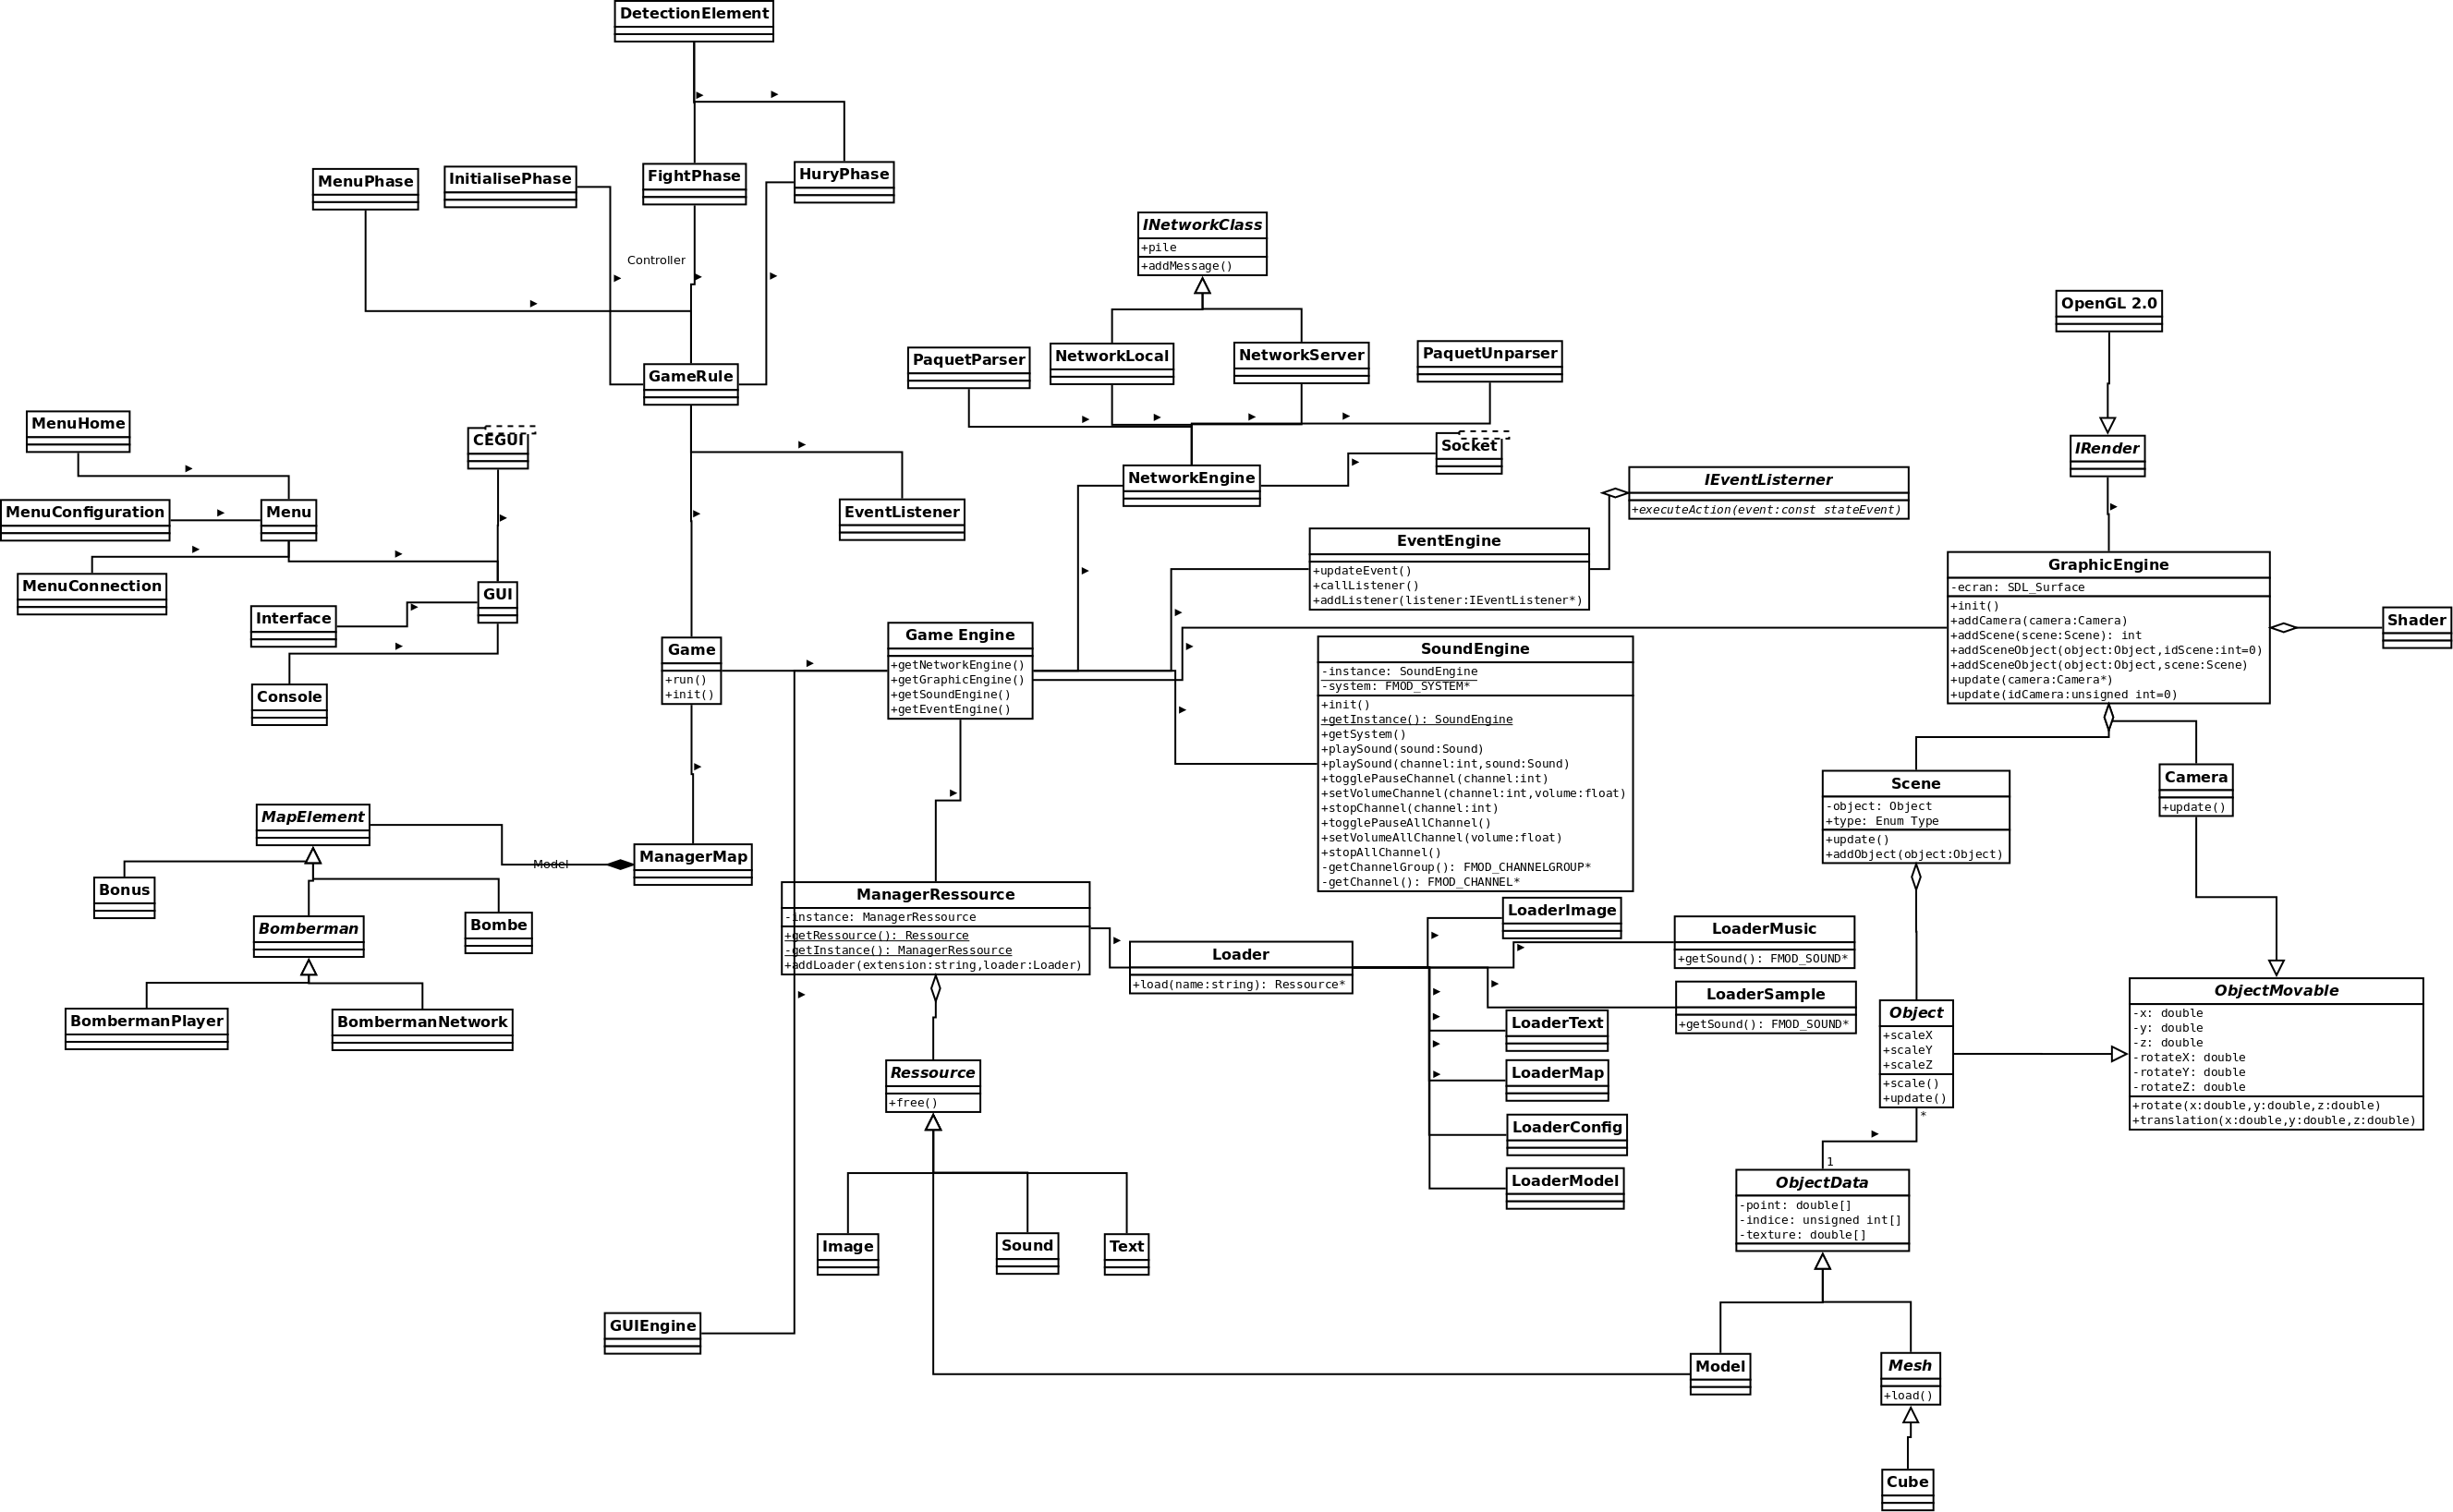 DetectionElement
MenuPhase
InitialisePhase
FightPhase
HuryPhase
Controller
INetworkClass
+pile
+addMessage()
OpenGL 2.0
PaquetParser
NetworkLocal
NetworkServer
PaquetUnparser
GameRule
MenuHome
CEGUI
Socket
IRender
NetworkEngine
IEventListerner
+executeAction(event:const stateEvent)
MenuConfiguration
Menu
EventListener
EventEngine
+updateEvent()
+callListener()
+addListener(listener:IEventListener*)
GraphicEngine
-ecran: SDL_Surface
+init()
+addCamera(camera:Camera)
+addScene(scene:Scene): int
+addSceneObject(object:Object,idScene:int=0)
+addSceneObject(object:Object,scene:Scene)
+update(camera:Camera*)
+update(idCamera:unsigned int=0)
Shader
MenuConnection
GUI
Interface
Console
Game
+run()
+init()
Game Engine
+getNetworkEngine()
+getGraphicEngine()
+getSoundEngine()
+getEventEngine()
SoundEngine
-instance: SoundEngine
-system: FMOD_SYSTEM*
+init()
+getInstance(): SoundEngine
+getSystem()
+playSound(sound:Sound)
+playSound(channel:int,sound:Sound)
+togglePauseChannel(channel:int)
+setVolumeChannel(channel:int,volume:float)
+stopChannel(channel:int)
+togglePauseAllChannel()
+setVolumeAllChannel(volume:float)
+stopAllChannel()
-getChannelGroup(): FMOD_CHANNELGROUP*
-getChannel(): FMOD_CHANNEL*
Scene
-object: Object
+type: Enum Type
+update()
+addObject(object:Object)
Camera
+update()
MapElement
Model
ManagerMap
Bonus
Bomberman
Bombe
BombermanPlayer
BombermanNetwork
ManagerRessource
-instance: ManagerRessource
+getRessource(): Ressource
-getInstance(): ManagerRessource
+addLoader(extension:string,loader:Loader)
Loader
+load(name:string): Ressource*
LoaderImage
LoaderMusic
+getSound(): FMOD_SOUND*
LoaderSample
+getSound(): FMOD_SOUND*
LoaderText
LoaderMap
LoaderConfig
LoaderModel
Object
+scaleX
+scaleY
+scaleZ
+scale()
+update()
*
1
ObjectMovable
-x: double
-y: double
-z: double
-rotateX: double
-rotateY: double
-rotateZ: double
+rotate(x:double,y:double,z:double)
+translation(x:double,y:double,z:double)
Ressource
+free()
ObjectData
-point: double[]
-indice: unsigned int[]
-texture: double[]
Image
Sound
Text
GUIEngine
Model
Mesh
+load()
Cube